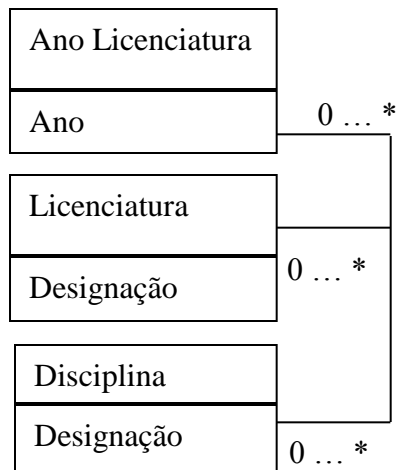 Ano Licenciatura
Ano
0 … *
Licenciatura
Designação
0 … *
Disciplina
Designação
0 … *